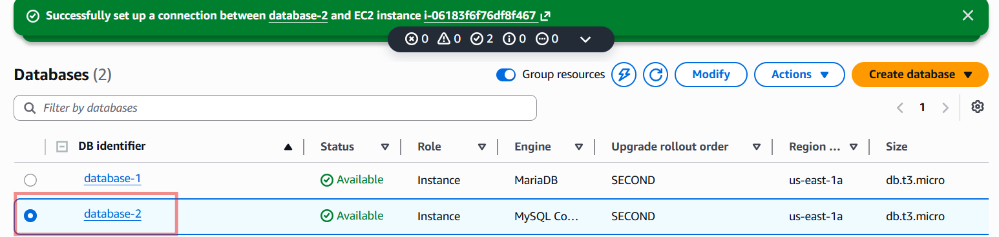 Successfully set up a connection between database-2 and EC2 instance i-06183f6f76df8f467
0 0 2 0 0
Databases (2) Group resources Modify Actions Create database
Filter by databases 1
DB identifier Status Role Engine Upgrade rollout order Region ... Size
database-1 Available Instance MariaDB SECOND us-east-1a db.t3.micro
database-2 Available Instance MySQL Co... SECOND us-east-1a db.t3.micro